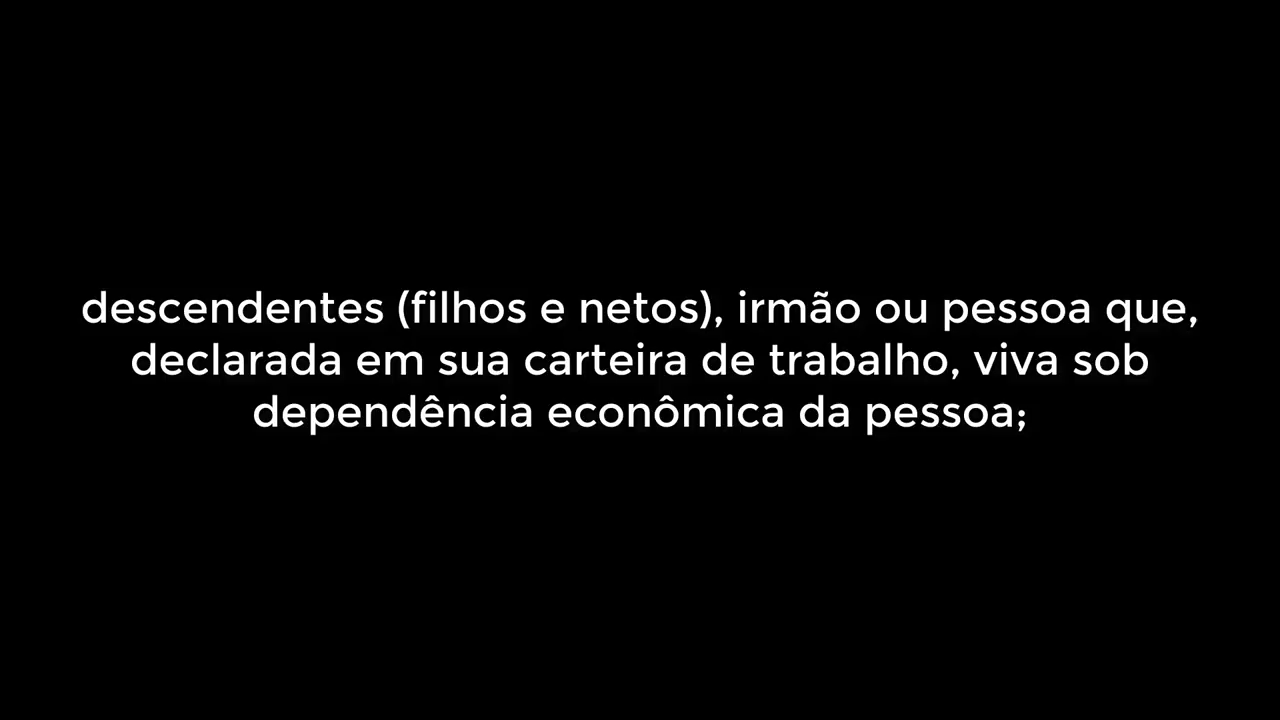 descendentes (filhos e netos), irmão ou pessoa que,
declarada em sua carteira de trabalho, viva sob
dependência econômica da pessoa;